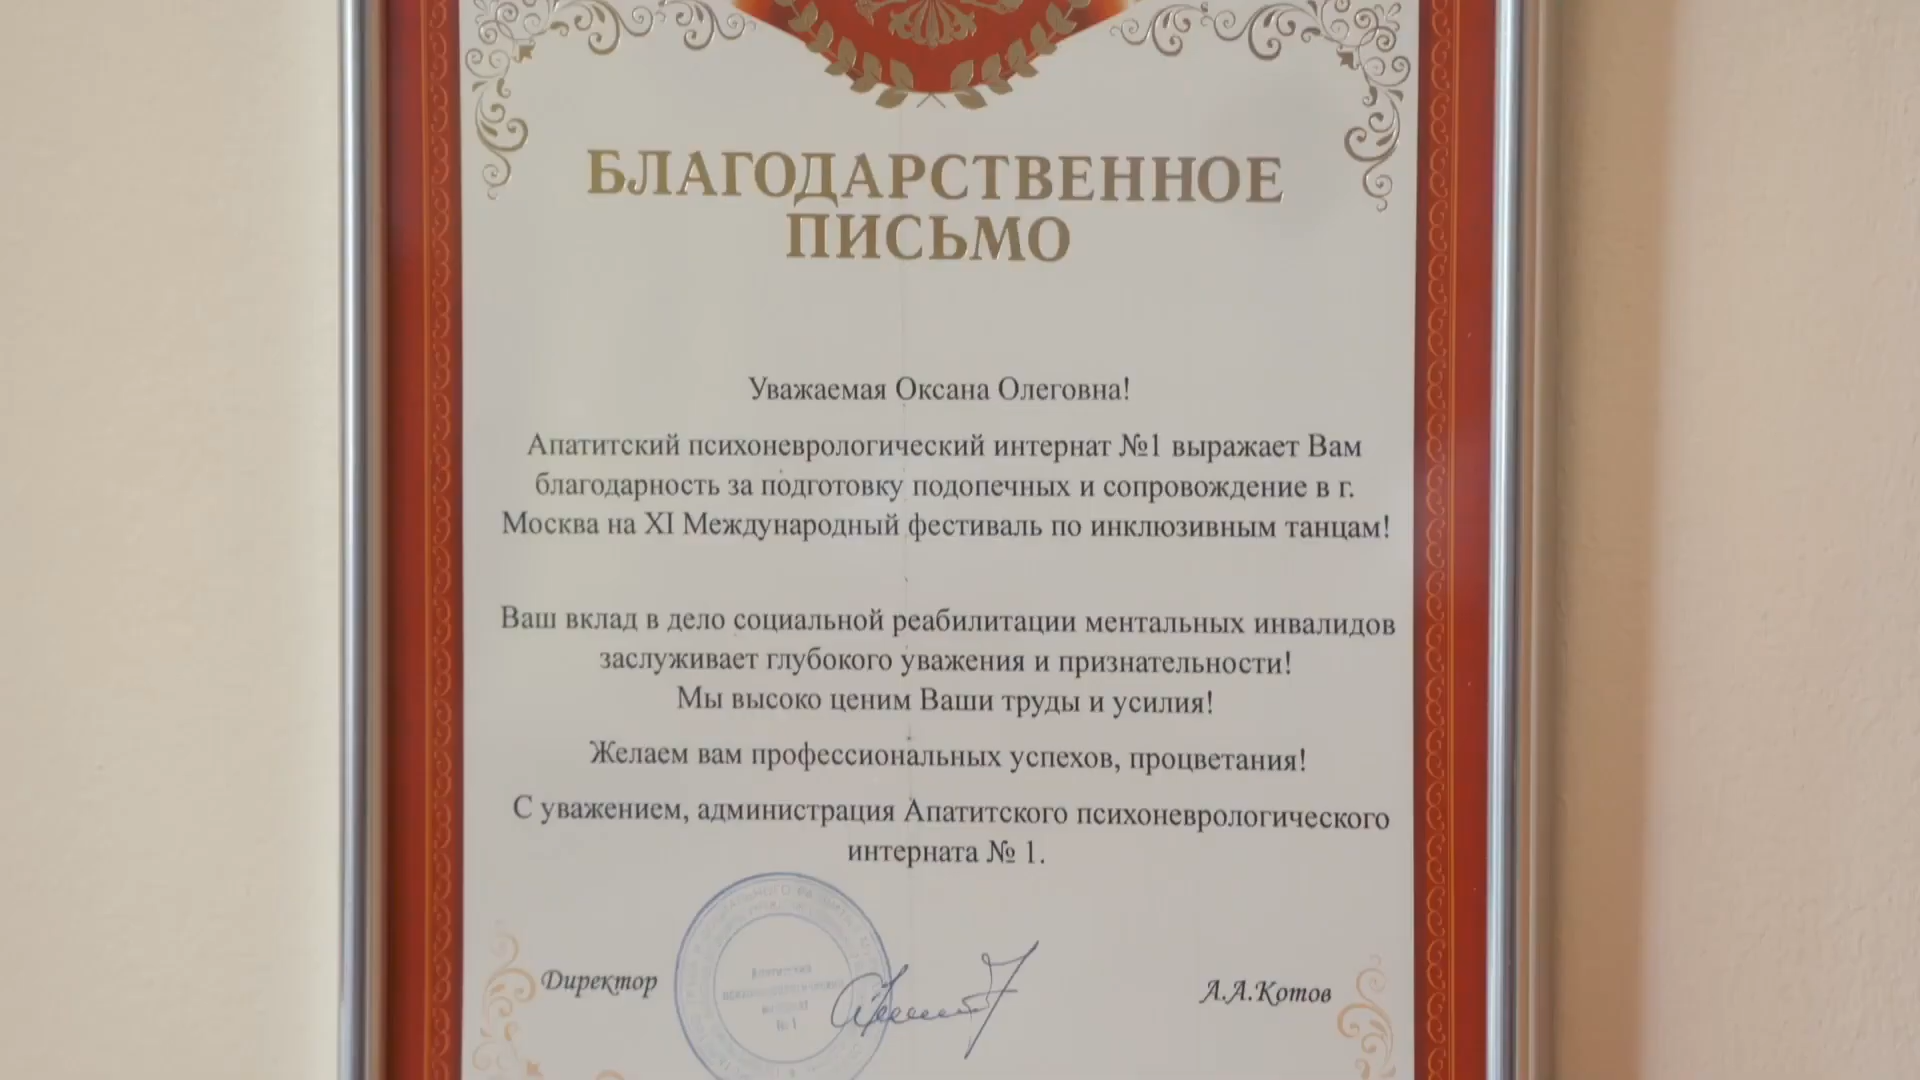 БЛАГОДАРСТВЕННОЕ
ПИСЬМО
Уважаемая Оксана Олеговна!
Апатитский психоневрологический интернат №1 выражает Вам
благодарность за подготовку подопечных и сопровождение в г.
Москва на XI Международный фестиваль по инклюзивным танцам!
Ваш вклад в дело социальной реабилитации ментальных инвалидов
заслуживает глубокого уважения и признательности!
Мы высоко ценим Ваши труды и усилия!
Желаем вам профессиональных успехов, процветания!
С уважением, администрация Апатитского психоневрологического
интерната № 1.
Директор
А.А.Котов